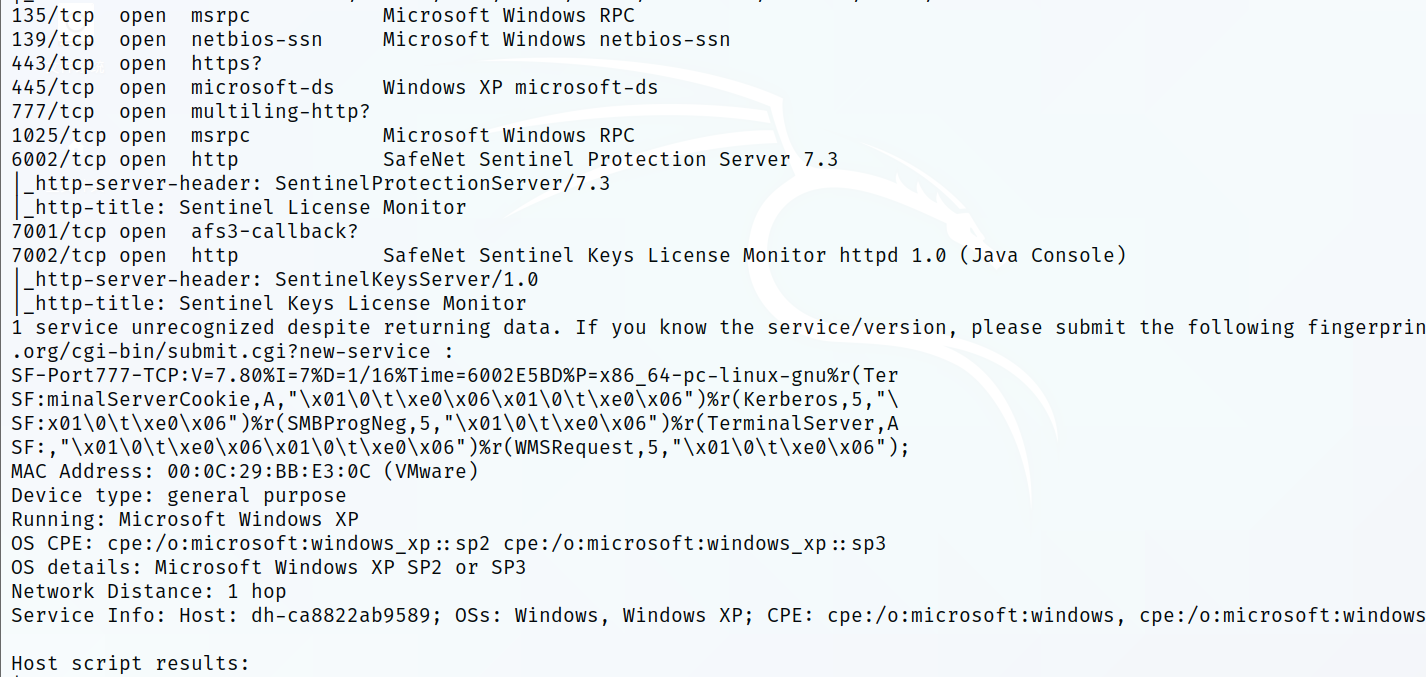 135/tcp  open  msrpc           Microsoft Windows RPC
139/tcp  open  netbios-ssn     Microsoft Windows netbios-ssn
443/tcp  open  https?
445/tcp  open  microsoft-ds    Windows XP microsoft-ds
777/tcp  open  multiling-http?
1025/tcp open  msrpc           Microsoft Windows RPC
6002/tcp open  http            SafeNet Sentinel Protection Server 7.3
|_http-server-header: SentinelProtectionServer/7.3
|_http-title: Sentinel License Monitor
7001/tcp open  afs3-callback?
7002/tcp open  http            SafeNet Sentinel Keys License Monitor httpd 1.0 (Java Console)
|_http-server-header: SentinelKeysServer/1.0
|_http-title: Sentinel Keys License Monitor
1 service unrecognized despite returning data. If you know the service/version, please submit the following fingerprin
.org/cgi-bin/submit.cgi?new-service :
SF-Port777-TCP:V=7.80%I=7%D=1/16%Time=6002E5BD%P=x86_64-pc-linux-gnu%r(Ter
SF:minalServerCookie,A,"\x01\0\t\xe0\x06\x01\0\t\xe0\x06")%r(Kerberos,5,"\
SF:x01\0\t\xe0\x06")%r(SMBProgNeg,5,"\x01\0\t\xe0\x06")%r(TerminalServer,A
SF:,"\x01\0\t\xe0\x06\x01\0\t\xe0\x06")%r(WMSRequest,5,"\x01\0\t\xe0\x06");
MAC Address: 00:0C:29:BB:E3:0C (VMware)
Device type: general purpose
Running: Microsoft Windows XP
OS CPE: cpe:/o:microsoft:windows_xp::sp2 cpe:/o:microsoft:windows_xp::sp3
OS details: Microsoft Windows XP SP2 or SP3
Network Distance: 1 hop
Service Info: Host: dh-ca8822ab9589; OSs: Windows, Windows XP; CPE: cpe:/o:microsoft:windows, cpe:/o:microsoft:windows
Host script results: